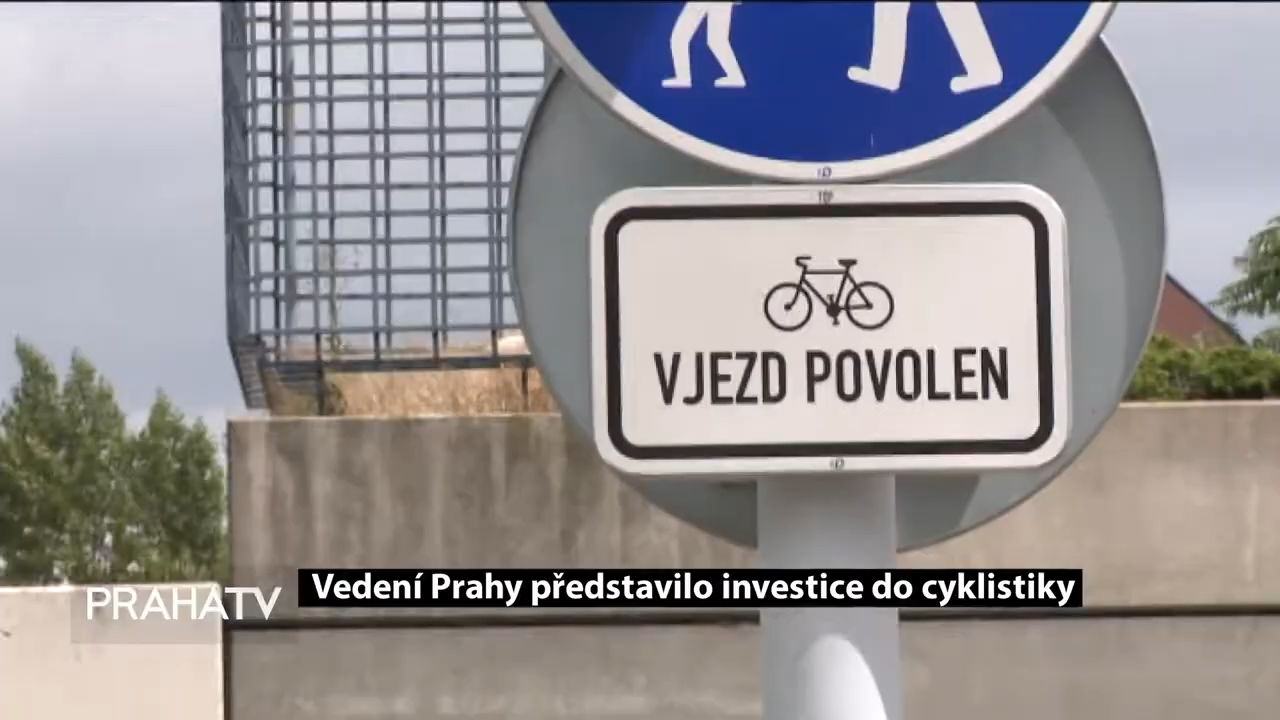 VJEZD POVOLEN
PRAHATV
Vedení Prahy představilo investice do cyklistiky